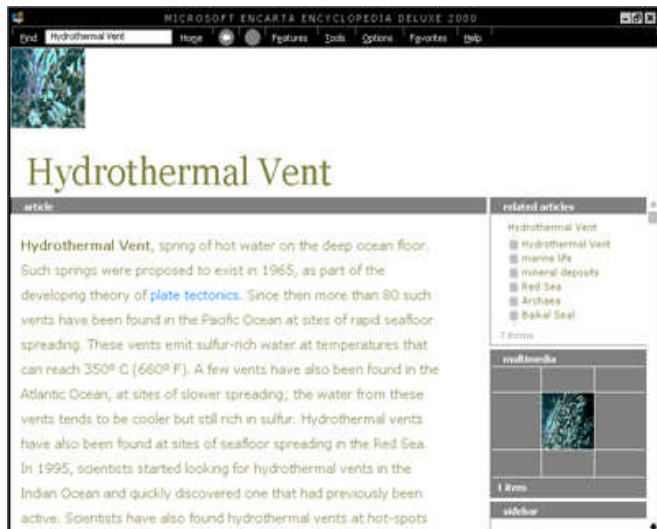 MICROSOFT ENCARTA ENCYCLOPEDIA DELUXE 2000
Find Hydrothermal Vent Home Features Tools Options Favorites Help
Hydrothermal Vent
article
Hydrothermal Vent, spring of hot water on the deep ocean floor.
Such springs were proposed to exist in 1965, as part of the
developing theory of plate tectonics. Since then more than 80 such
vents have been found in the Pacific Ocean at sites of rapid seafloor
spreading. These vents emit sulfur-rich water at temperatures that
can reach 350° C (660° F). A few vents have also been found in the
Atlantic Ocean, at sites of slower spreading; the water from these
vents tends to be cooler but still rich in sulfur. Hydrothermal vents
have also been found at sites of seafloor spreading in the Red Sea.
In 1995, scientists started looking for hydrothermal vents in the
Indian Ocean and quickly discovered one that had previously been
active. Scientists have also found hydrothermal vents at hot-spots
related articles
Hydrothermal Vent
Hydrothermal Vent
marine life
mineral deposits
Red Sea
Archaea
Baikal Seal
7 items
multimedia
1 item
sidebar